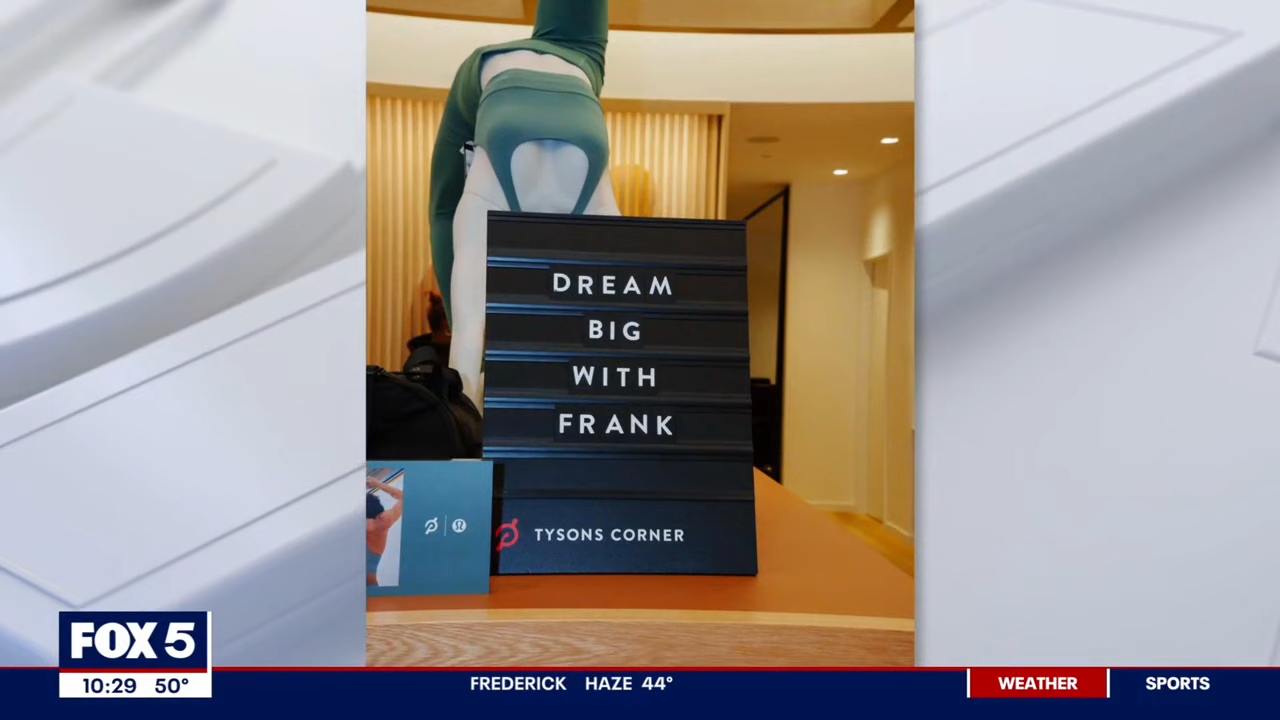 DREAM
BIG
WITH
FRANK
TYSONS CORNER
FOX 5
10:29 50°
FREDERICK HAZE 44°
WEATHER
SPORTS